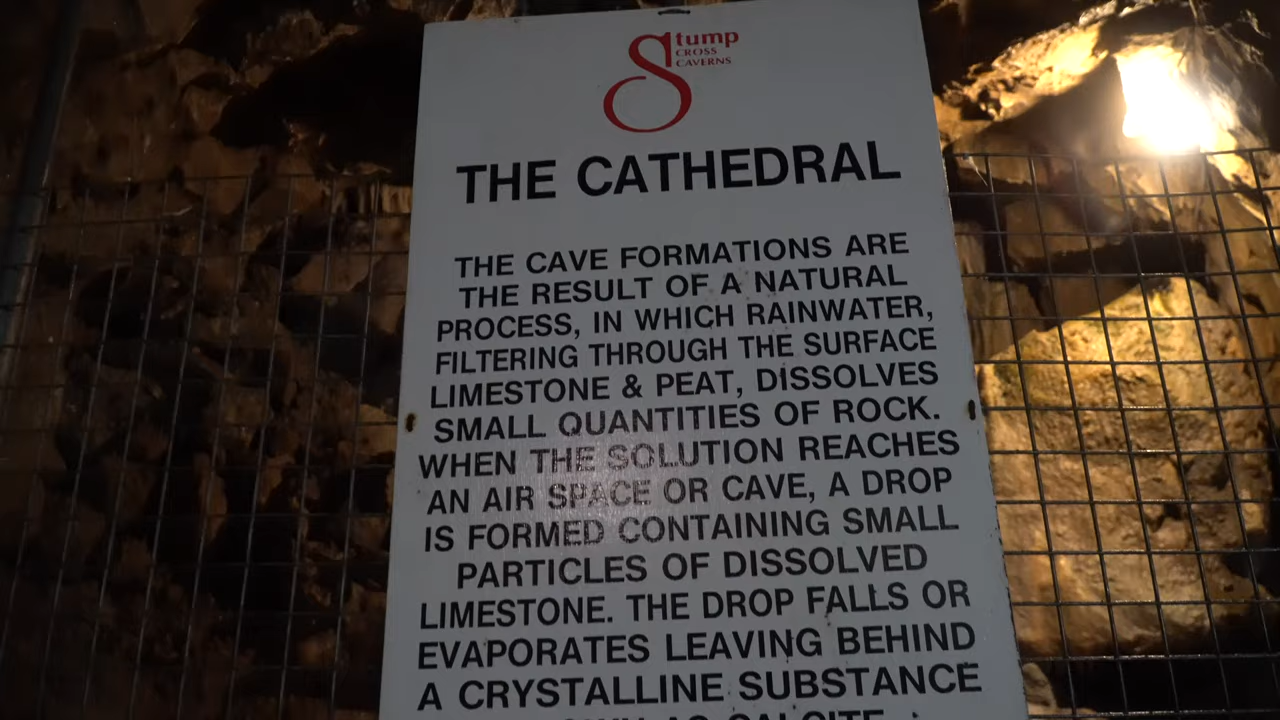 Stump
CROSS
CAVERNS
THE CATHEDRAL
THE CAVE FORMATIONS ARE
THE RESULT OF A NATURAL
PROCESS, IN WHICH RAINWATER,
FILTERING THROUGH THE SURFACE
LIMESTONE & PEAT, DISSOLVES
SMALL QUANTITIES OF ROCK.
WHEN THE SOLUTION REACHES
AN AIR SPACE OR CAVE, A DROP
IS FORMED CONTAINING SMALL
PARTICLES OF DISSOLVED
LIMESTONE. THE DROP FALLS OR
EVAPORATES LEAVING BEHIND
A CRYSTALLINE SUBSTANCE
AS CALCITE